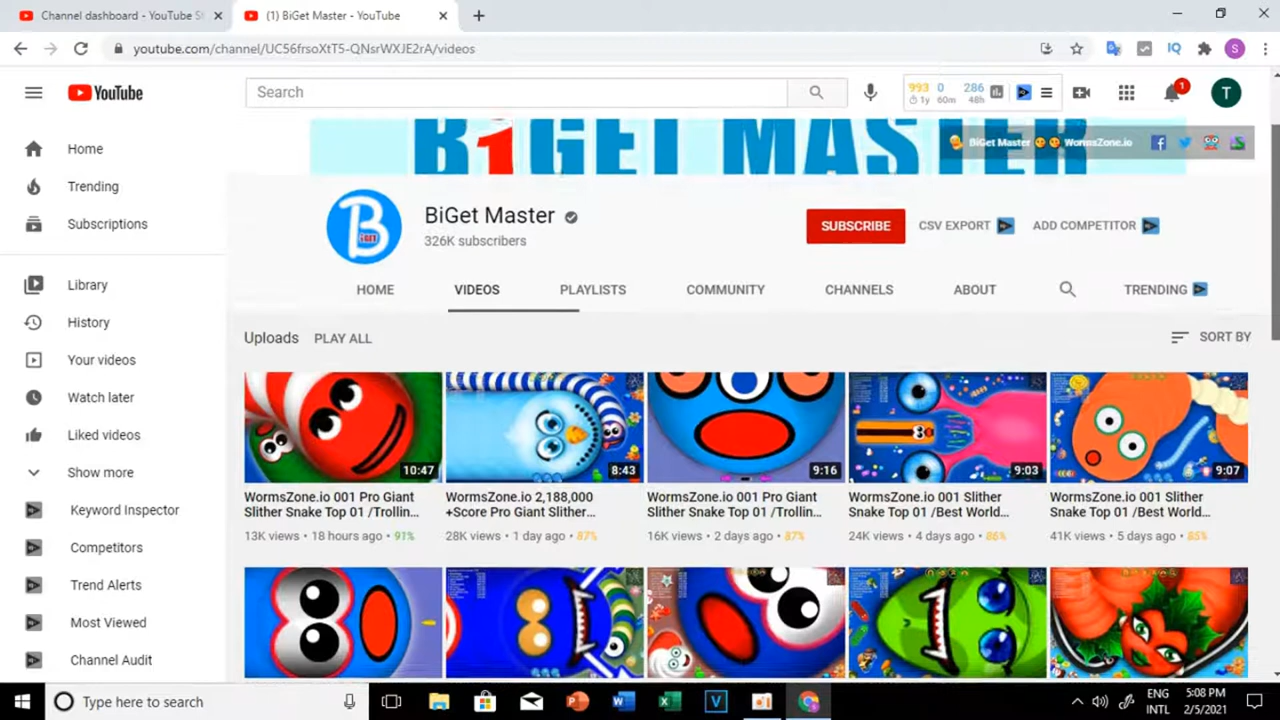 Channel dashboard - YouTube St
(1) BiGet Master - YouTube
youtube.com/channel/UC56frsoXtT5-QNsrWXJE2rA/videos
IQ
S
YouTube
Search
993 0 286
1y 60m 48h
1
T
B1GET MASTER
BiGet Master WormsZone.io
Home
Trending
Subscriptions
Library
History
Your videos
Watch later
Liked videos
Show more
Keyword Inspector
Competitors
Trend Alerts
Most Viewed
Channel Audit
BiGet Master
326K subscribers
SUBSCRIBE
CSV EXPORT
ADD COMPETITOR
HOME VIDEOS PLAYLISTS COMMUNITY CHANNELS ABOUT TRENDING
Uploads PLAY ALL
SORT BY
10:47
8:43
9:16
9:03
9:07
WormsZone.io 001 Pro Giant
Slither Snake Top 01 /Trollin...
13K views • 18 hours ago • 91%
WormsZone.io 2,188,000
+Score Pro Giant Slither...
28K views • 1 day ago • 87%
WormsZone.io 001 Pro Giant
Slither Snake Top 01 /Trollin...
16K views • 2 days ago • 87%
WormsZone.io 001 Slither
Snake Top 01 /Best World...
24K views • 4 days ago • 86%
WormsZone.io 001 Slither
Snake Top 01 /Best World...
41K views • 5 days ago • 85%
Type here to search
ENG
INTL
5:08 PM
2/5/2021